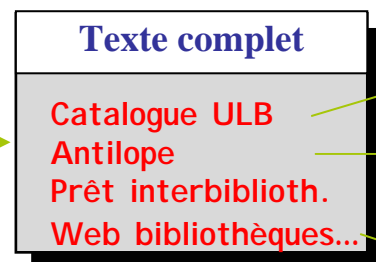 Texte complet
Catalogue ULB
Antilope
Prêt interbiblioth.
Web bibliothèques...